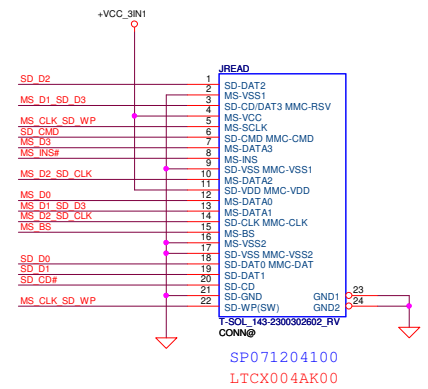 +VCC_3IN1
JREAD
SD_D2 1 SD-DAT2
2 MS-VSS1
MS_D1_SD_D3 3 SD-CD/DAT3 MMC-RSV
4 MS-VCC
MS_CLK_SD_WP 5 MS-SCLK
SD_CMD 6 SD-CMD MMC-CMD
MS_D3 7 MS-DATA3
MS_INS# 8 MS-INS
9 SD-VSS MMC-VSS1
MS_D2_SD_CLK 10 MS-DATA2
11 SD-VDD MMC-VDD
MS_D0 12 MS-DATA0
MS_D1_SD_D3 13 MS-DATA1
MS_D2_SD_CLK 14 SD-CLK MMC-CLK
MS_BS 15 MS-BS
16 MS-VSS2
17 SD-VSS MMC-VSS2
SD_D0 18 SD-DAT0 MMC-DAT
SD_D1 19 SD-DAT1
SD_CD# 20 SD-CD
21 SD-GND GND1 23
MS_CLK_SD_WP 22 SD-WP(SW) GND2 24
T-SOL_143-2300302602_RV
CONN@
SP071204100
LTCX004AK00